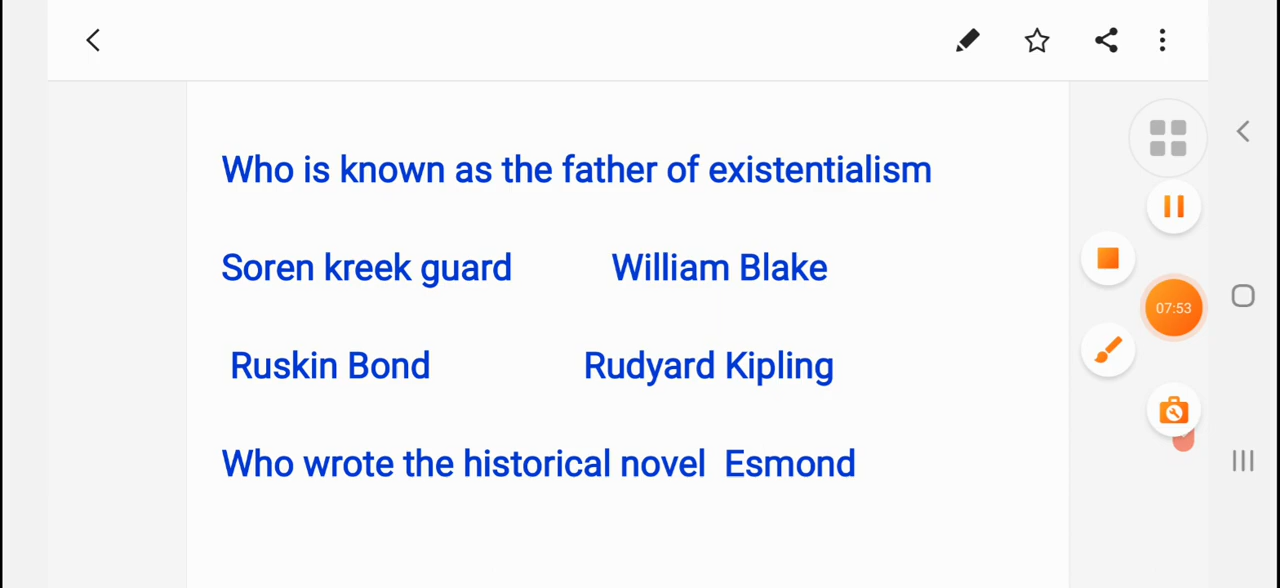 Who is known as the father of existentialism
Soren kreek guard William Blake
Ruskin Bond Rudyard Kipling
Who wrote the historical novel Esmond
07:53